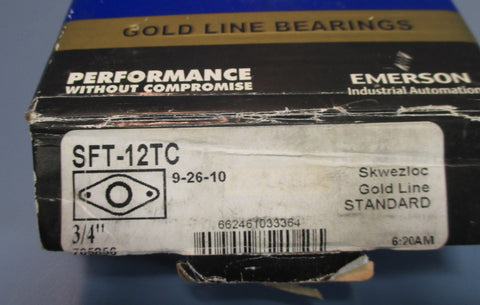 GOLD LINE BEARINGS
PERFORMANCE
WITHOUT COMPROMISE
EMERSON
Industrial Automation
SFT-12TC
9-26-10
Skwezloc
Gold Line
STANDARD
3/4"
662461033364
6:20AM